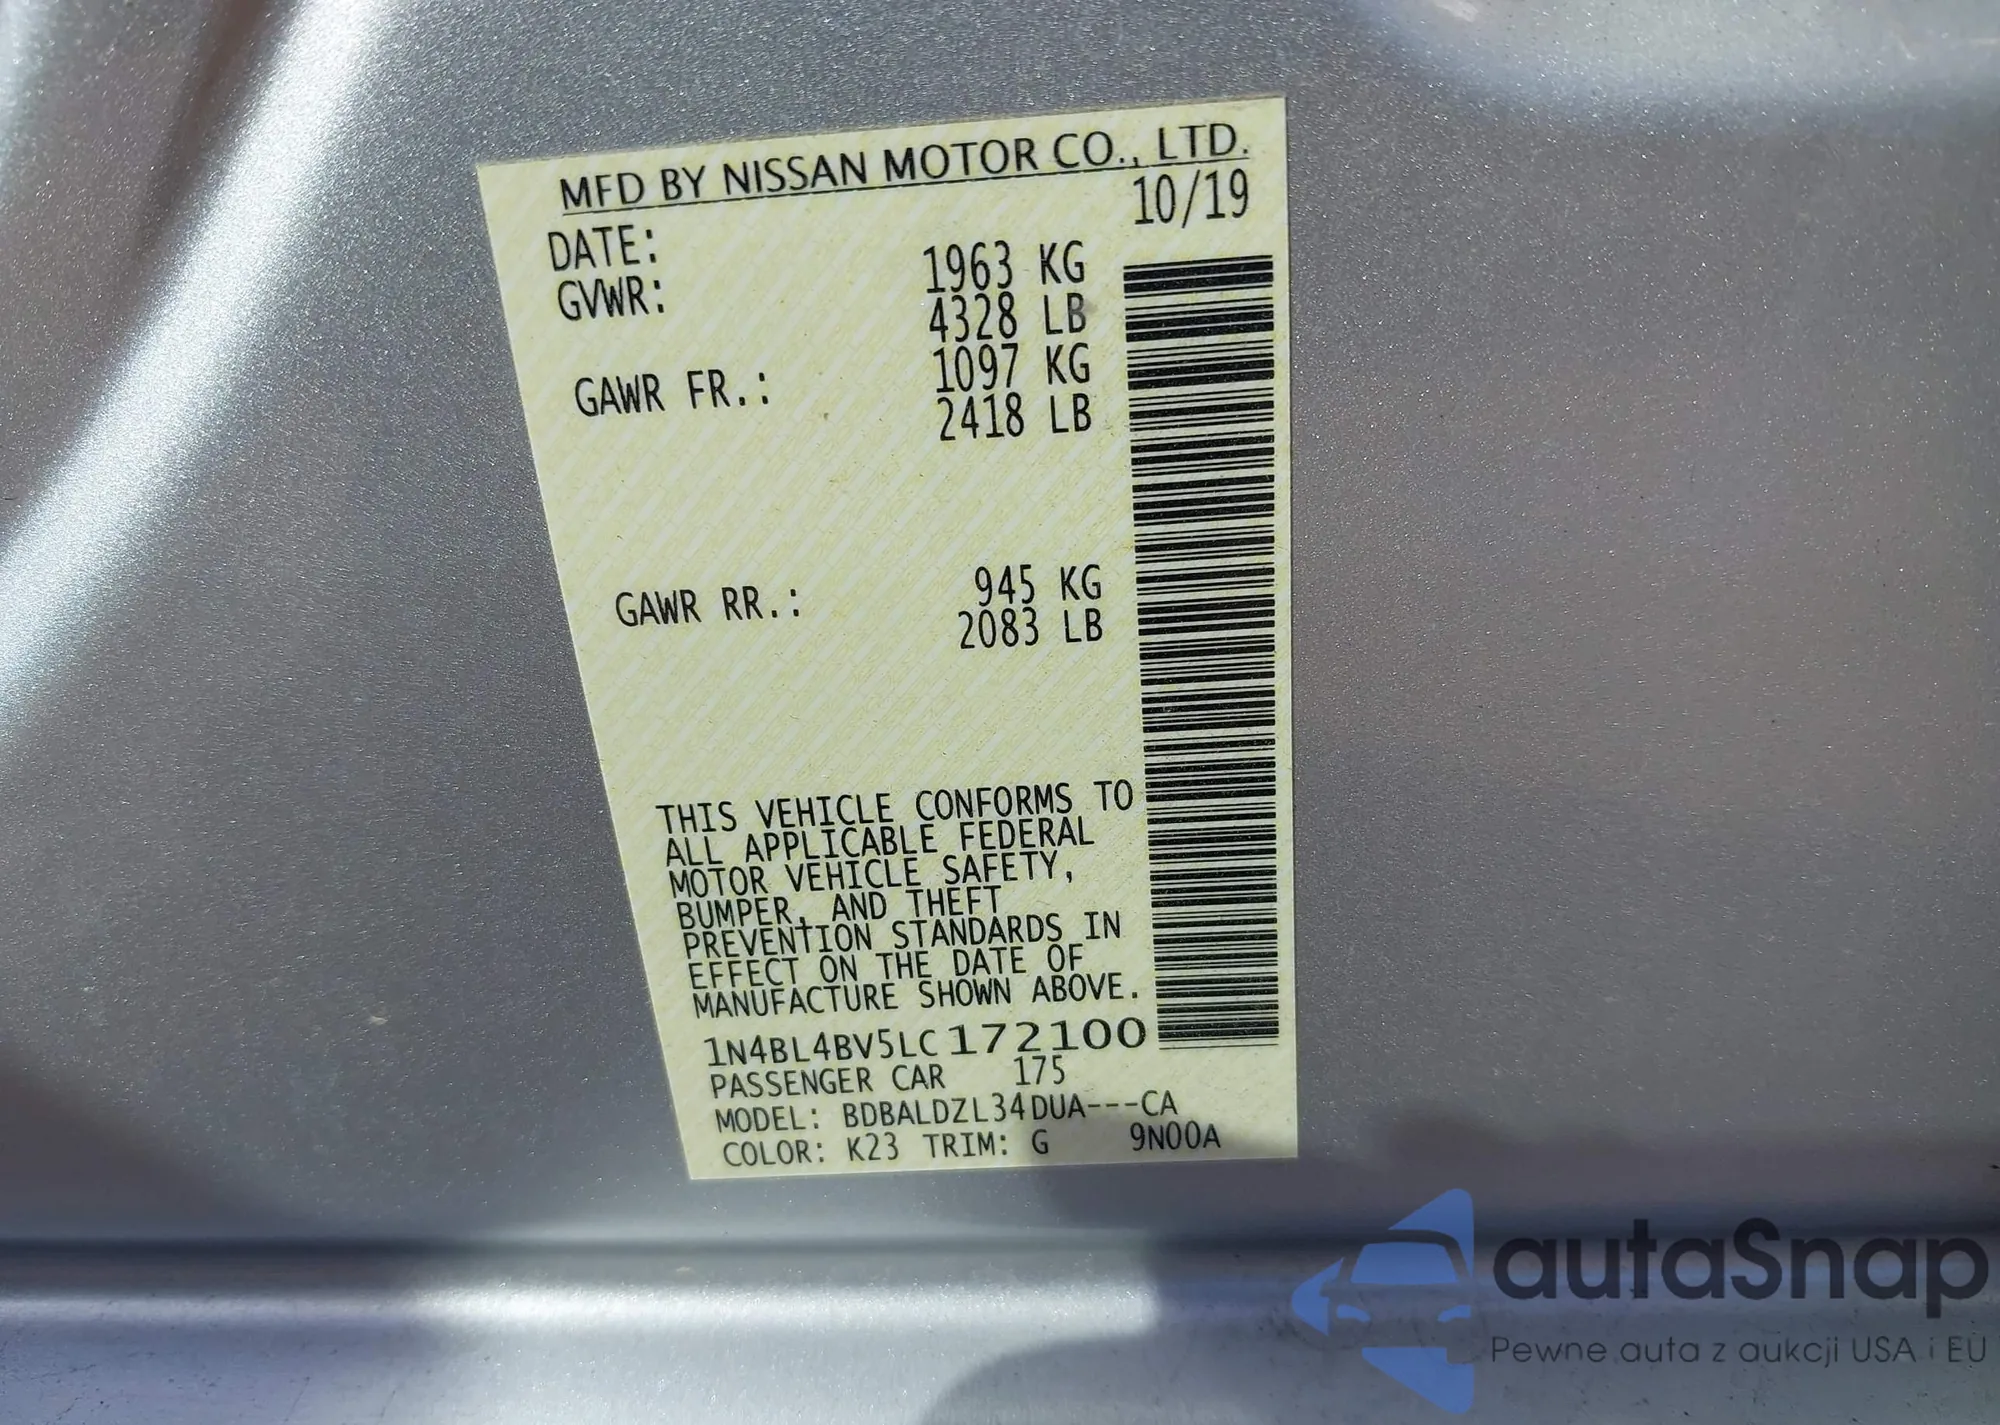 MFD BY NISSAN MOTOR CO., LTD.
DATE: 10/19
GVWR: 1963 KG
4328 LB
GAWR FR.: 1097 KG
2418 LB
GAWR RR.: 945 KG
2083 LB
THIS VEHICLE CONFORMS TO
ALL APPLICABLE FEDERAL
MOTOR VEHICLE SAFETY,
BUMPER, AND THEFT
PREVENTION STANDARDS IN
EFFECT ON THE DATE OF
MANUFACTURE SHOWN ABOVE.
1N4BL4BV5LC172100
PASSENGER CAR 175
MODEL: BDBALDZL34DUA---CA
COLOR: K23 TRIM: G 9N00A
autaSnap
Pewne auta z aukcji USA i EU